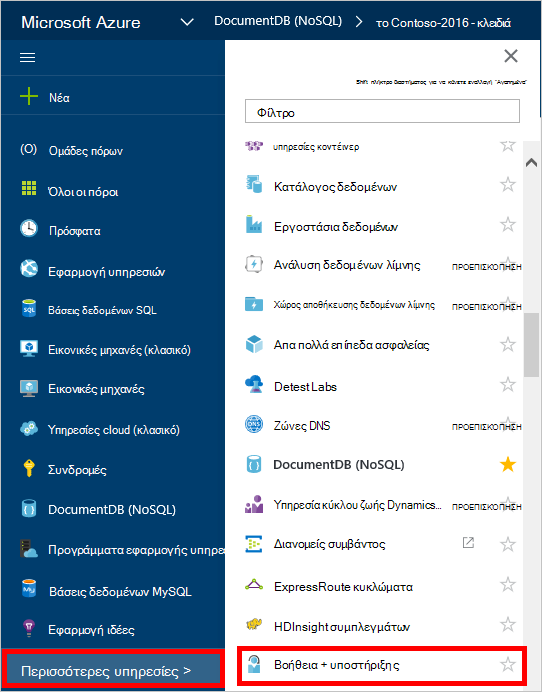 Microsoft Azure
DocumentDB (NoSQL) > το Contoso-2016 - κλειδιά
Νέα
Ομάδες πόρων
Όλοι οι πόροι
Πρόσφατα
Εφαρμογή υπηρεσιών
Βάσεις δεδομένων SQL
Εικονικές μηχανές (κλασικό)
Εικονικές μηχανές
Υπηρεσίες cloud (κλασικό)
Συνδρομές
DocumentDB (NoSQL)
Προγράμματα εφαρμογής υπηρε
Βάσεις δεδομένων MySQL
Εφαρμογή ιδέες
Περισσότερες υπηρεσίες >
Shift πλήκτρο διαστήματος για να κάνετε εναλλαγή "Αγαπημένα"
Φίλτρο
υπηρεσίες κοντέινερ
Κατάλογος δεδομένων
Εργοστάσια δεδομένων
Ανάλυση δεδομένων λίμνης ΠΡΟΕΠΙΣΚΟΠΗΣΗ
Χώρος αποθήκευσης δεδομένων λίμνης ΠΡΟΕΠΙΣΚΟΠΗΣΗ
Απα πολλά επίπεδα ασφαλείας
Detest Labs
Ζώνες DNS ΠΡΟΕΠΙΣΚΟΠΗΣΗ
DocumentDB (NoSQL)
Υπηρεσία κύκλου ζωής Dynamics... ΠΡΟΕΠΙΣΚΟΠΗΣΗ
Διανομείς συμβάντος
ExpressRoute κυκλώματα
HDInsight συμπλεγμάτων
Βοήθεια + υποστήριξης